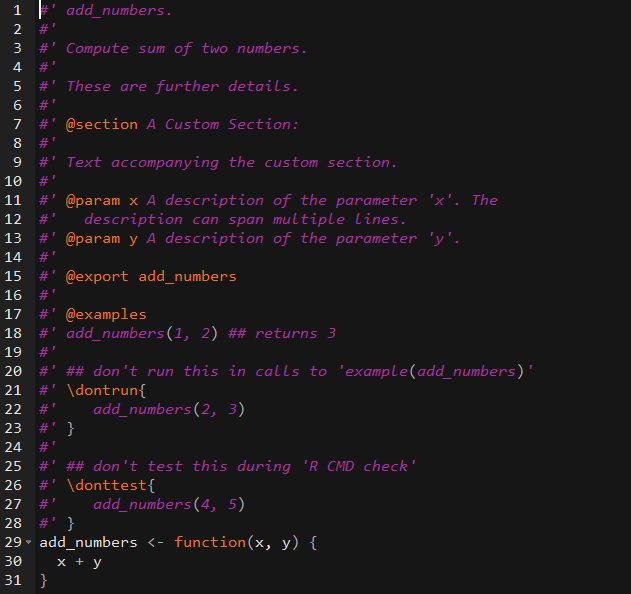 1 #' add_numbers.
2 #'
3 #' Compute sum of two numbers.
4 #'
5 #' These are further details.
6 #'
7 #' @section A Custom Section:
8 #'
9 #' Text accompanying the custom section.
10 #'
11 #' @param x A description of the parameter 'x'. The
12 #'   description can span multiple lines.
13 #' @param y A description of the parameter 'y'.
14 #'
15 #' @export add_numbers
16 #'
17 #' @examples
18 #' add_numbers(1, 2) ## returns 3
19 #'
20 #' ## don't run this in calls to 'example(add_numbers)'
21 #' \dontrun{
22 #'    add_numbers(2, 3)
23 #' }
24 #'
25 #' ## don't test this during 'R CMD check'
26 #' \donttest{
27 #'    add_numbers(4, 5)
28 #' }
29 add_numbers <- function(x, y) {
30   x + y
31 }